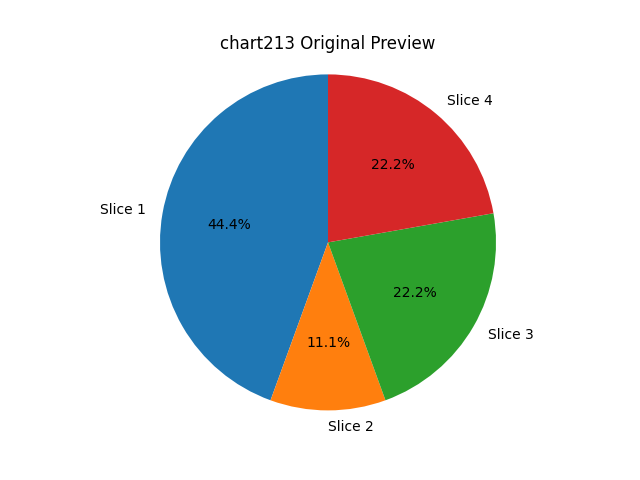 chart213 Original Preview
Slice 4
22.2%
Slice 1
44.4%
22.2%
Slice 3
11.1%
Slice 2